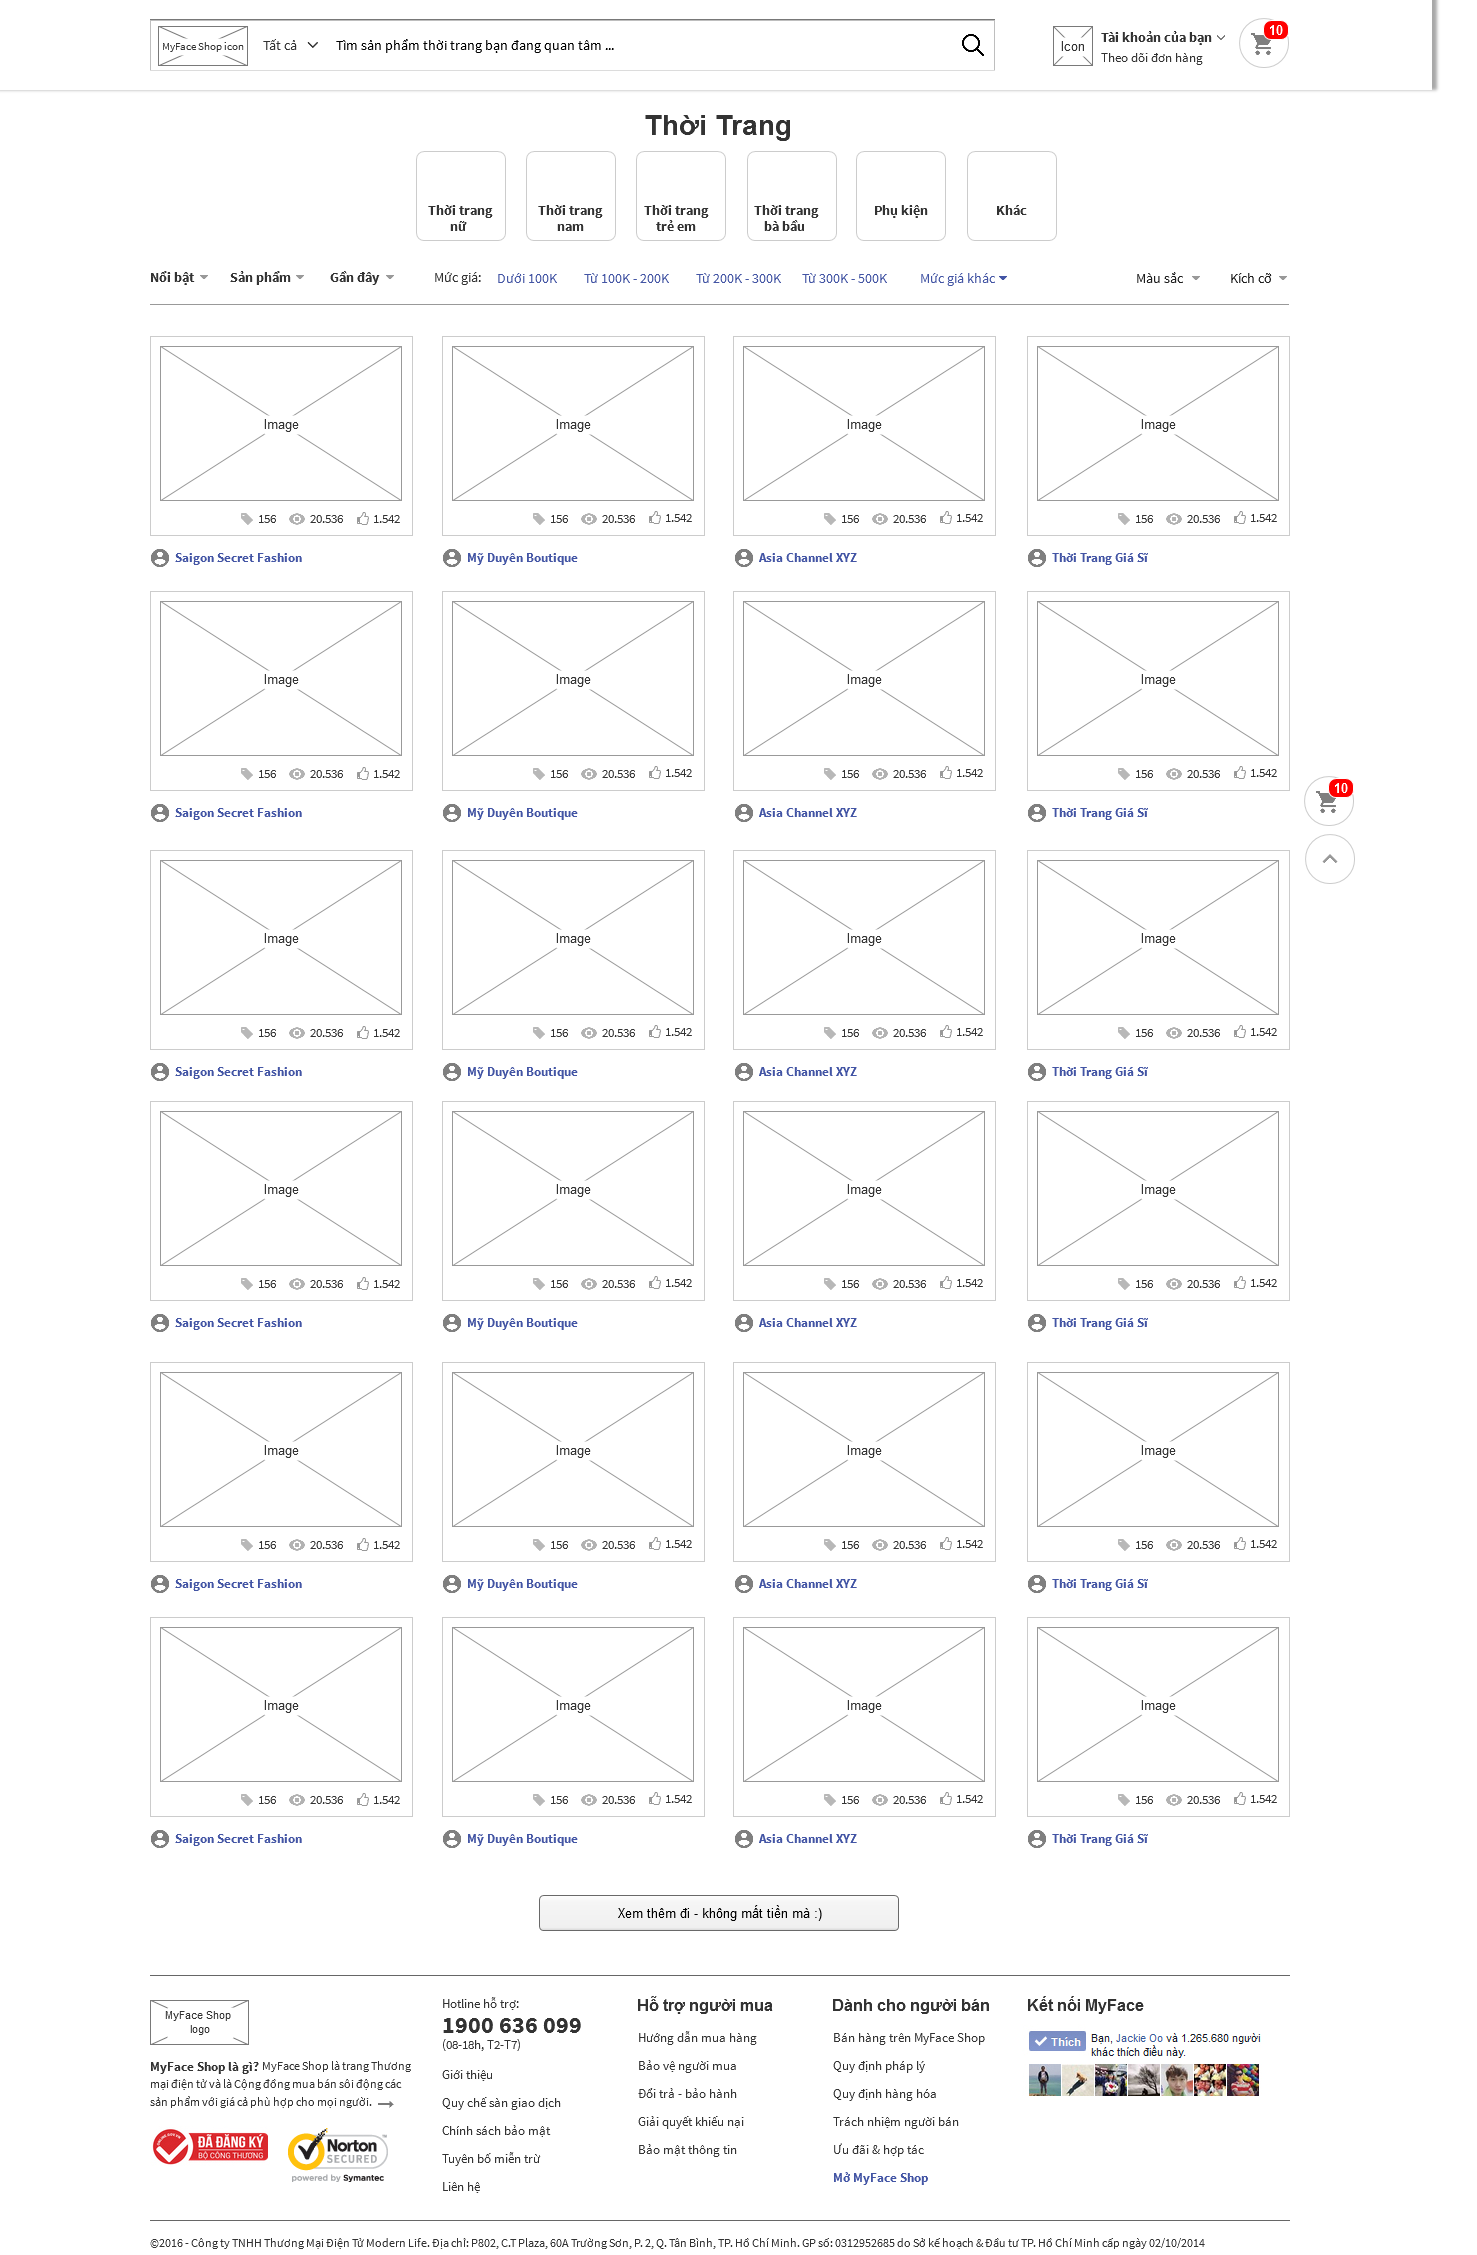 MyFace Shop icon Tất cả Tìm sản phẩm thời trang bạn đang quan tâm ... Icon Tài khoản của bạn 10
Theo dõi đơn hàng
Thời Trang
Thời trang nữ
Thời trang nam
Thời trang trẻ em
Thời trang bà bầu
Phụ kiện
Khác
Nổi bật Sản phẩm Gần đây Mức giá: Dưới 100K Từ 100K - 200K Từ 200K - 300K Từ 300K - 500K Mức giá khác Màu sắc Kích cỡ
Image Image Image Image
156 20.536 1.542 156 20.536 1.542 156 20.536 1.542 156 20.536 1.542
Saigon Secret Fashion Mỹ Duyên Boutique Asia Channel XYZ Thời Trang Giá Sĩ
Image Image Image Image
156 20.536 1.542 156 20.536 1.542 156 20.536 1.542 156 20.536 1.542
10
Saigon Secret Fashion Mỹ Duyên Boutique Asia Channel XYZ Thời Trang Giá Sĩ
Image Image Image Image
156 20.536 1.542 156 20.536 1.542 156 20.536 1.542 156 20.536 1.542
Saigon Secret Fashion Mỹ Duyên Boutique Asia Channel XYZ Thời Trang Giá Sĩ
Image Image Image Image
156 20.536 1.542 156 20.536 1.542 156 20.536 1.542 156 20.536 1.542
Saigon Secret Fashion Mỹ Duyên Boutique Asia Channel XYZ Thời Trang Giá Sĩ
Image Image Image Image
156 20.536 1.542 156 20.536 1.542 156 20.536 1.542 156 20.536 1.542
Saigon Secret Fashion Mỹ Duyên Boutique Asia Channel XYZ Thời Trang Giá Sĩ
Image Image Image Image
156 20.536 1.542 156 20.536 1.542 156 20.536 1.542 156 20.536 1.542
Saigon Secret Fashion Mỹ Duyên Boutique Asia Channel XYZ Thời Trang Giá Sĩ
Xem thêm đi - không mất tiền mà :)
MyFace Shop
logo
MyFace Shop là gì? MyFace Shop là trang Thương
mại điện tử và là Cộng đồng mua bán sôi động các
sản phẩm với giá cả phù hợp cho mọi người.
ĐÃ ĐĂNG KÝ
BỘ CÔNG THƯƠNG
Norton
SECURED
powered by Symantec
Hotline hỗ trợ:
1900 636 099
(08-18h, T2-T7)
Giới thiệu
Quy chế sàn giao dịch
Chính sách bảo mật
Tuyên bố miễn trừ
Liên hệ
Hỗ trợ người mua
Hướng dẫn mua hàng
Bảo vệ người mua
Đổi trả - bảo hành
Giải quyết khiếu nại
Bảo mật thông tin
Dành cho người bán
Bán hàng trên MyFace Shop
Quy định pháp lý
Quy định hàng hóa
Trách nhiệm người bán
Ưu đãi & hợp tác
Mở MyFace Shop
Kết nối MyFace
Thích Bạn, Jackie Oo và 1.265.680 người
khác thích điều này.
©2016 - Công ty TNHH Thương Mại Điện Tử Modern Life. Địa chỉ: P802, C.T Plaza, 60A Trường Sơn, P. 2, Q. Tân Bình, TP. Hồ Chí Minh. GP số: 0312952685 do Sở kế hoạch & Đầu tư TP. Hồ Chí Minh cấp ngày 02/10/2014